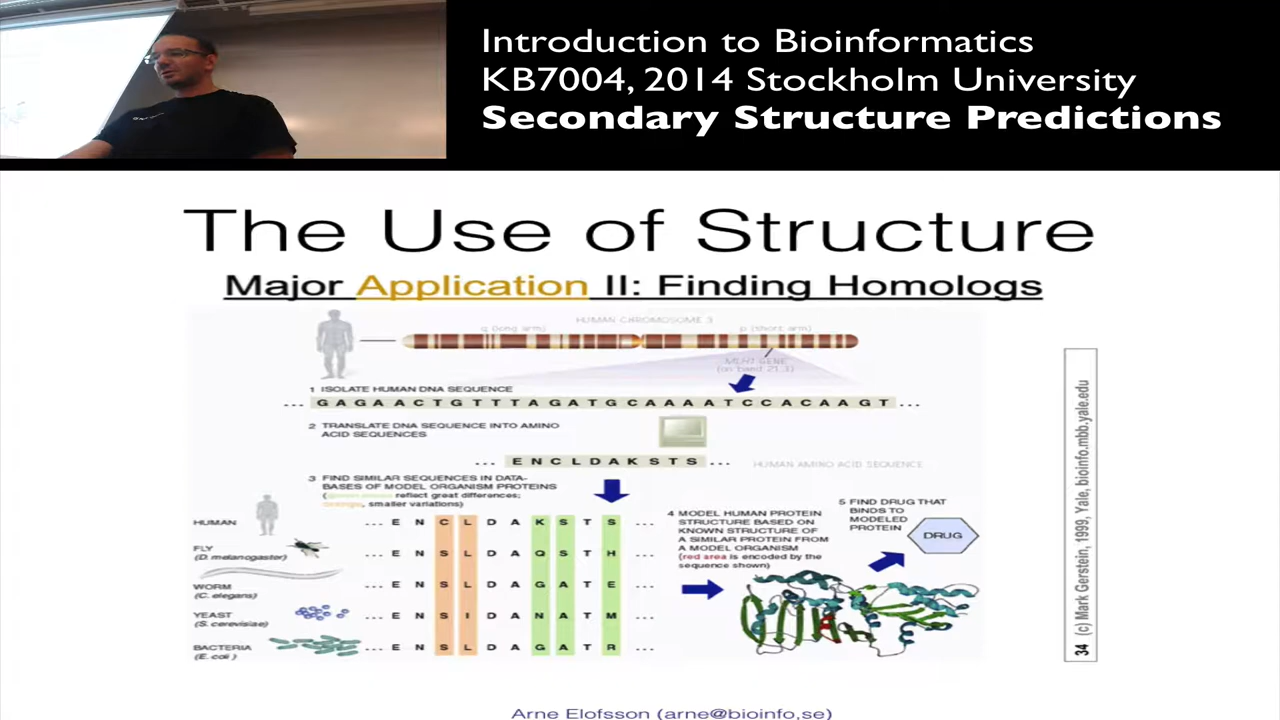 Introduction to Bioinformatics
KB7004, 2014 Stockholm University
Secondary Structure Predictions
The Use of Structure
Major Application II: Finding Homologs
HUMAN CHROMOSOME 3
q (long arm)
p (short arm)
MLH1 GENE
(on band 21.3)
1 ISOLATE HUMAN DNA SEQUENCE
... G A G A A C T G T T T A G A T G C A A A A T C C A C A A G T ...
2 TRANSLATE DNA SEQUENCE INTO AMINO
ACID SEQUENCES
... E N C L D A K S T S ...
HUMAN AMINO ACID SEQUENCE
3 FIND SIMILAR SEQUENCES IN DATA-
BASES OF MODEL ORGANISM PROTEINS
reflect great differences;
, smaller variations)
HUMAN
... E N C L D A K S T S ...
FLY
(D. melanogaster)
... E N S L D A Q S T H ...
WORM
(C. elegans)
... E N S L D A G A T E ...
YEAST
(S. cerevisiae)
... E N S I D A N A T M ...
BACTERIA
(E. coli)
... E N S L D A G A T R ...
4 MODEL HUMAN PROTEIN
STRUCTURE BASED ON
KNOWN STRUCTURE OF
A SIMILAR PROTEIN FROM
A MODEL ORGANISM
(red area is encoded by the
sequence shown)
5 FIND DRUG THAT
BINDS TO
MODELED
PROTEIN
DRUG
34 (c) Mark Gerstein, 1999, Yale, bioinfo.mbb.yale.edu
Arne Elofsson (arne@bioinfo,se)